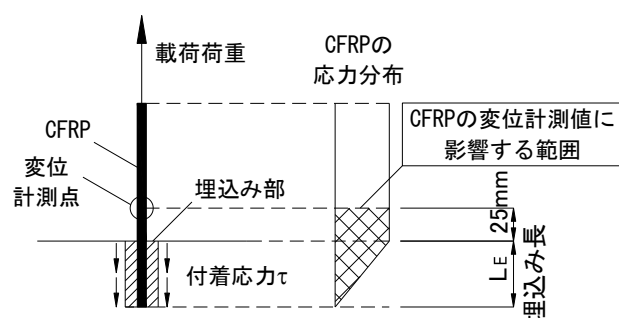 載荷荷重
CFRPの
応力分布
CFRP
変位
計測点
埋込み部
CFRPの変位計測値に
影響する範囲
25mm
LE
埋込み長
付着応力τ